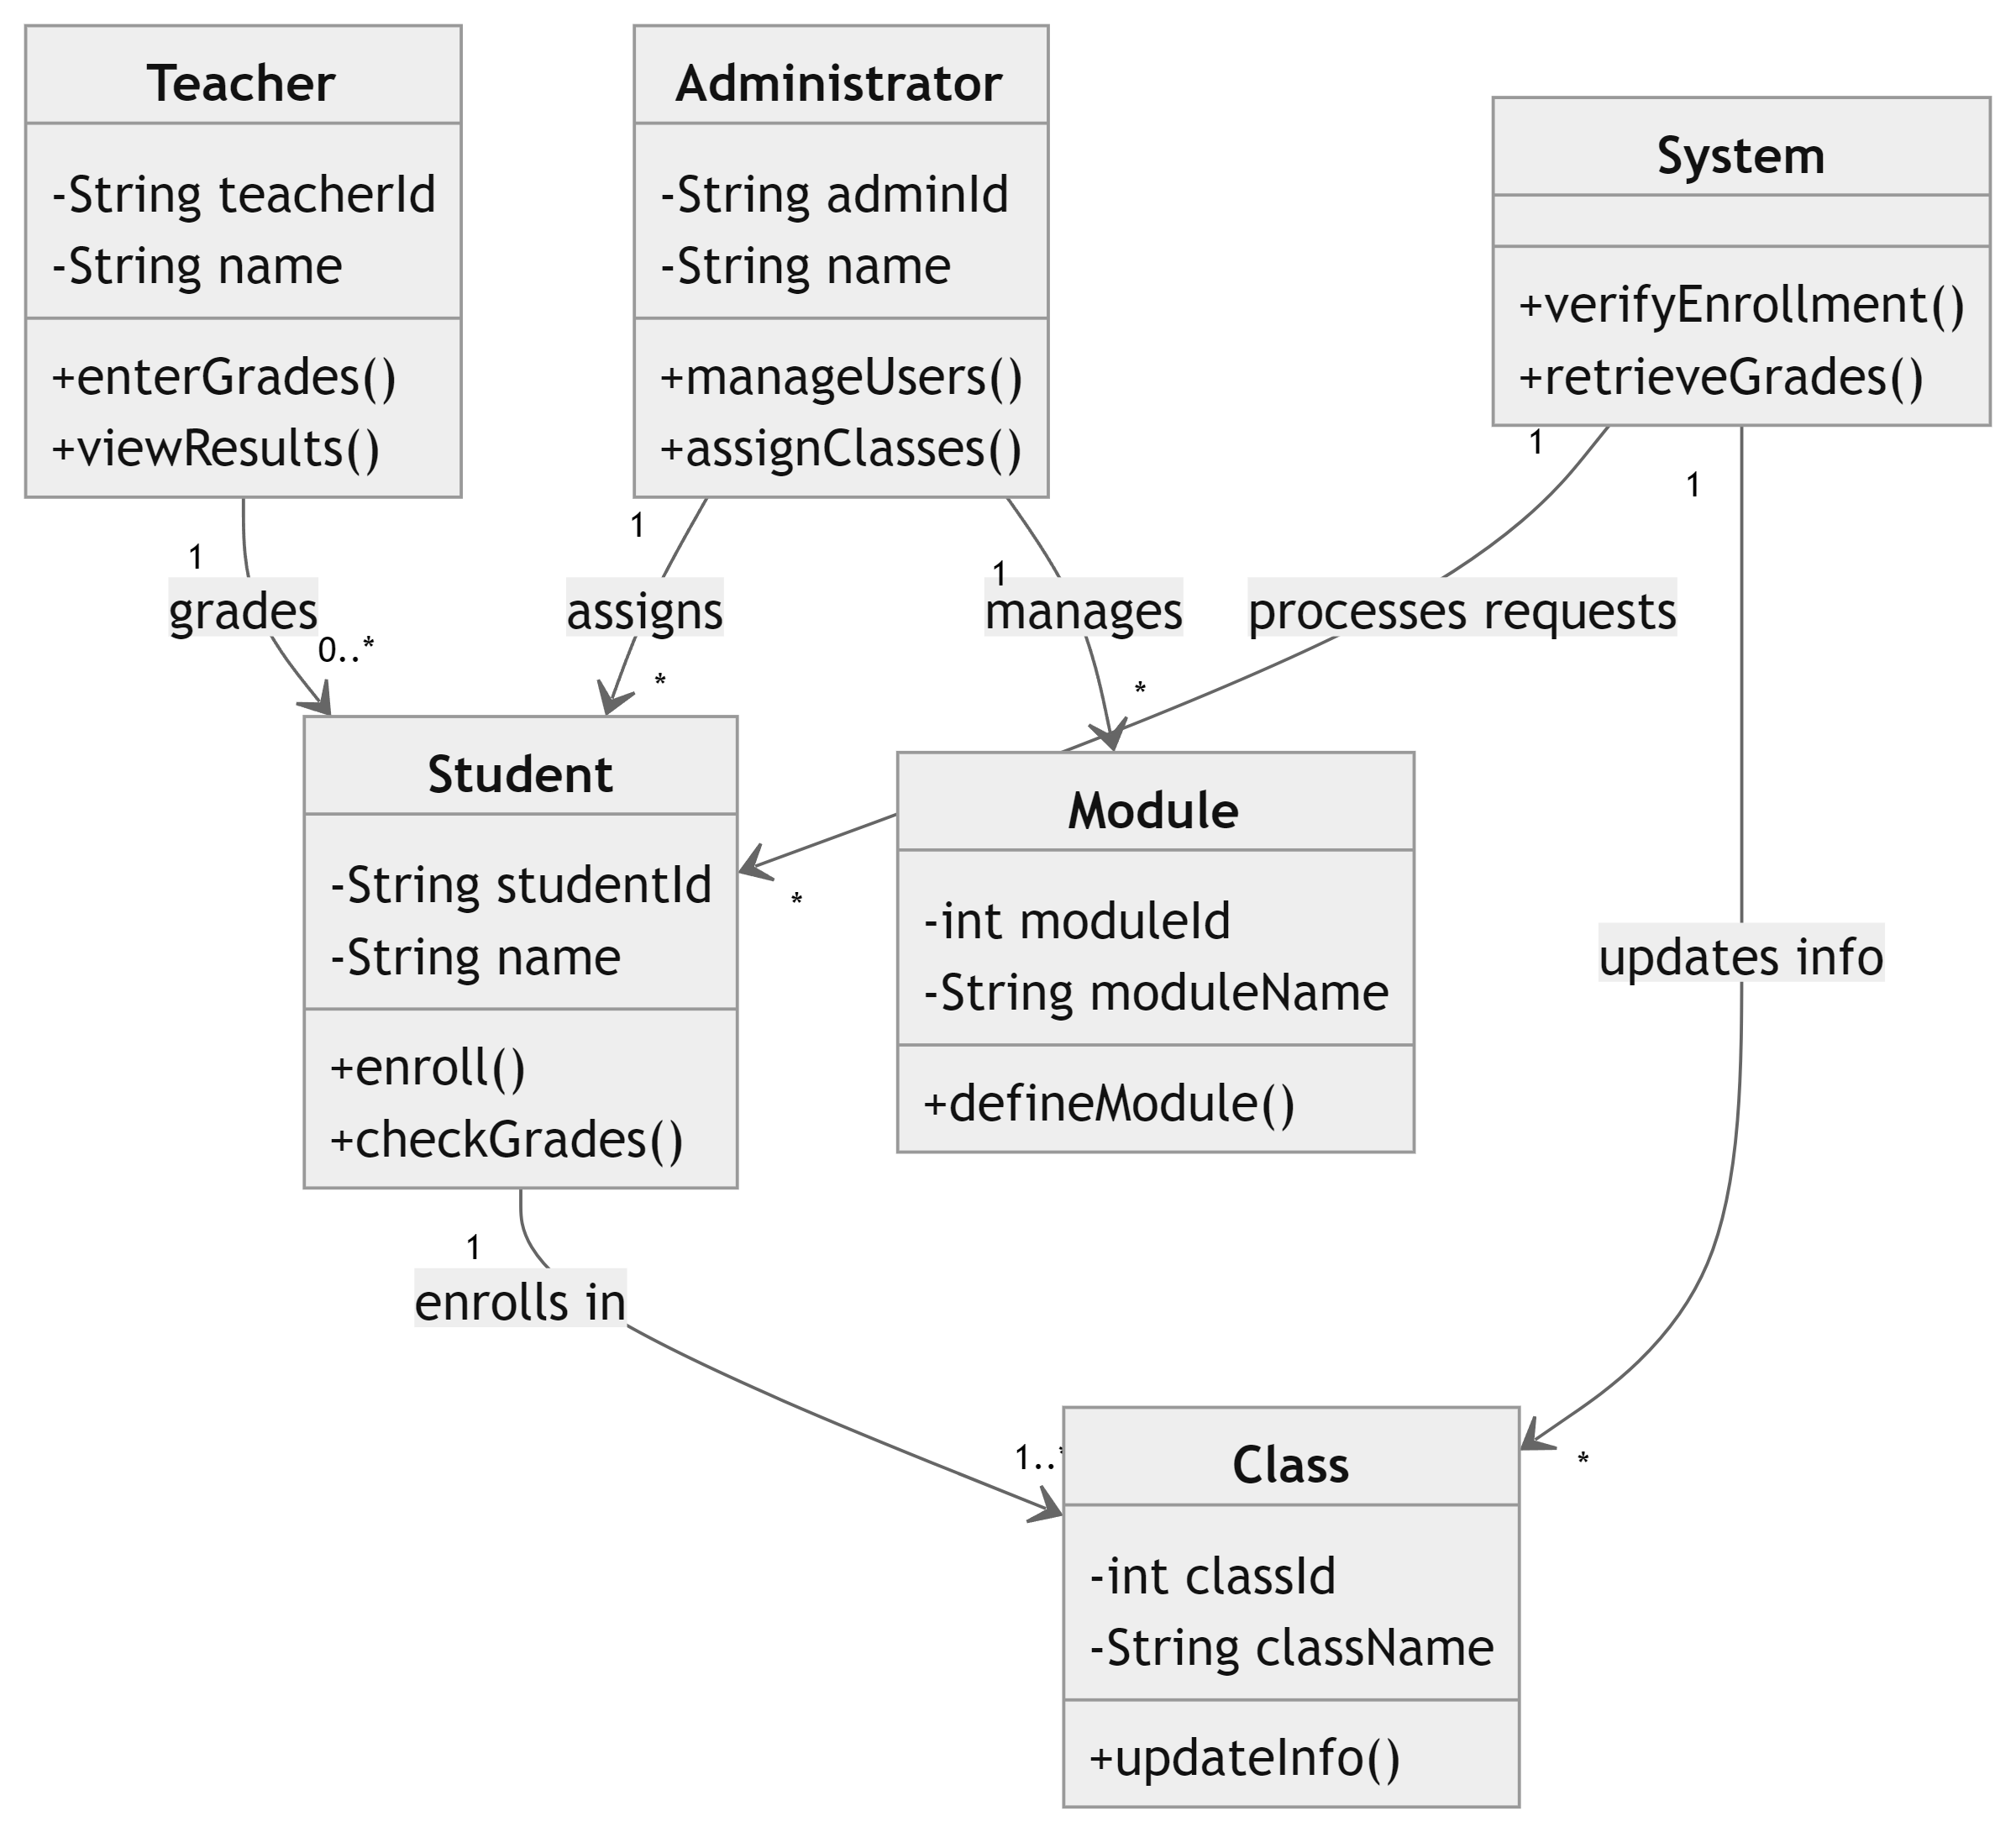 Teacher
-String teacherId
-String name
+enterGrades()
+viewResults()
Administrator
-String adminId
-String name
+manageUsers()
+assignClasses()
System
+verifyEnrollment()
+retrieveGrades()
1
grades
0..*
1
assigns
*
1
manages
*
1
processes requests
*
1
updates info
*
Student
-String studentId
-String name
+enroll()
+checkGrades()
Module
-int moduleId
-String moduleName
+defineModule()
1
enrolls in
1..*
Class
-int classId
-String className
+updateInfo()